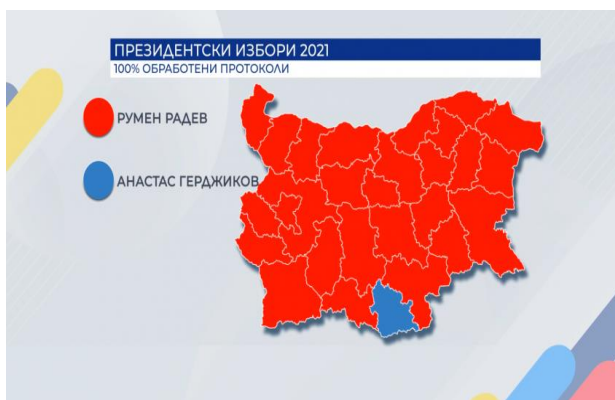 ПРЕЗИДЕНТСКИ ИЗБОРИ 2021
100% ОБРАБОТЕНИ ПРОТОКОЛИ
РУМЕН РАДЕВ
АНАСТАС ГЕРДЖИКОВ